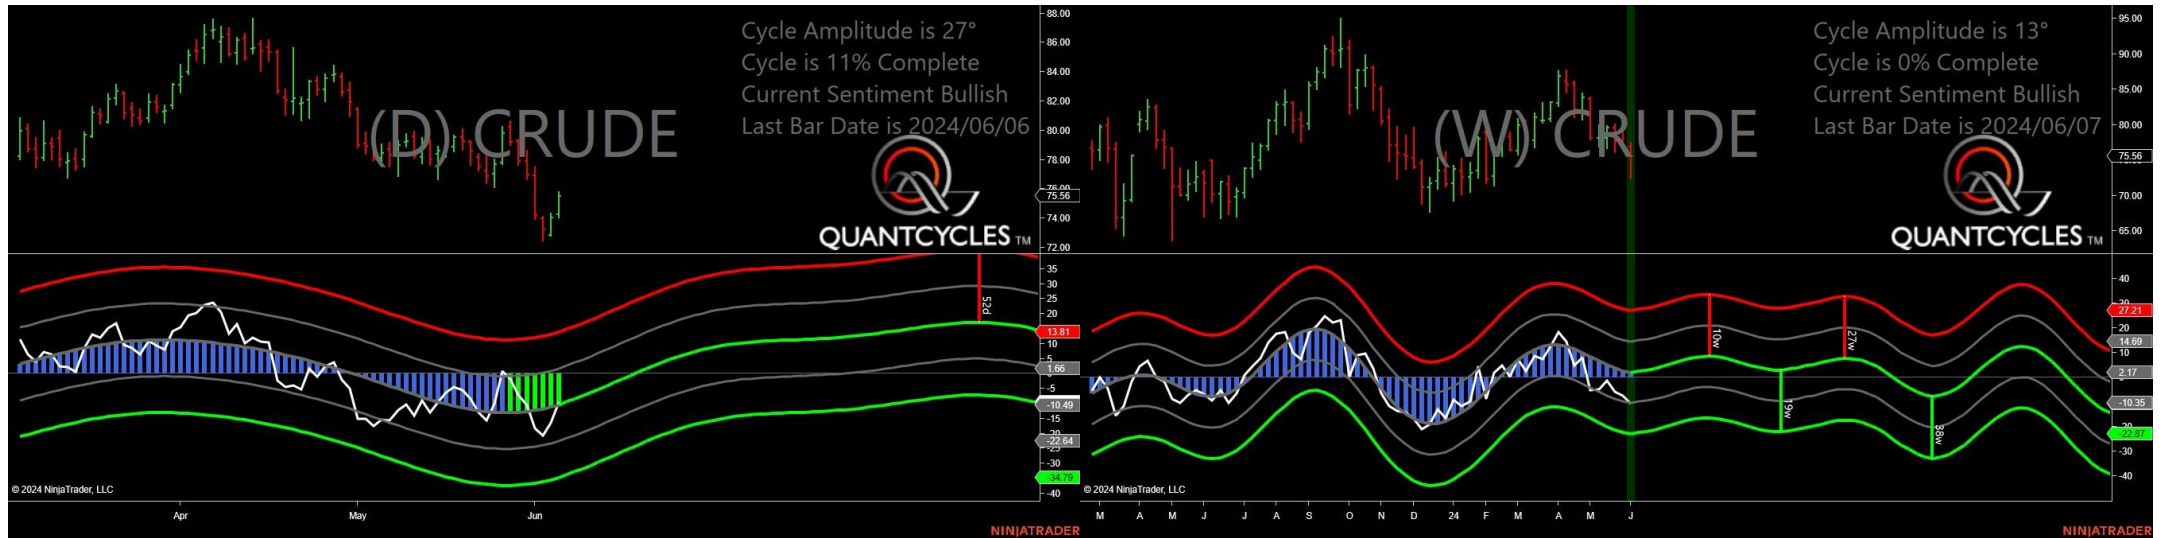 Cycle Amplitude is 27°
Cycle is 11% Complete
Current Sentiment Bullish
Last Bar Date is 2024/06/06
(D) CRUDE
QUANTCYCLES TM
88.00
86.00
84.00
82.00
80.00
78.00
76.00
75.56
74.00
72.00
52d
35
30
25
20
13.81
10
5
1.66
-5
-10.49
-15
-22.64
-30
-34.79
-40
© 2024 NinjaTrader, LLC
Apr
May
Jun
NINJATRADER
Cycle Amplitude is 13°
Cycle is 0% Complete
Current Sentiment Bullish
Last Bar Date is 2024/06/07
(W) CRUDE
QUANTCYCLES TM
95.00
90.00
85.00
80.00
75.56
70.00
65.00
10w
19w
27w
38w
40
27.21
20
14.69
10
2.17
-10.35
-22.87
-30
-40
© 2024 NinjaTrader, LLC
M A M J J A S O N D 24 F M A M J
NINJATRADER